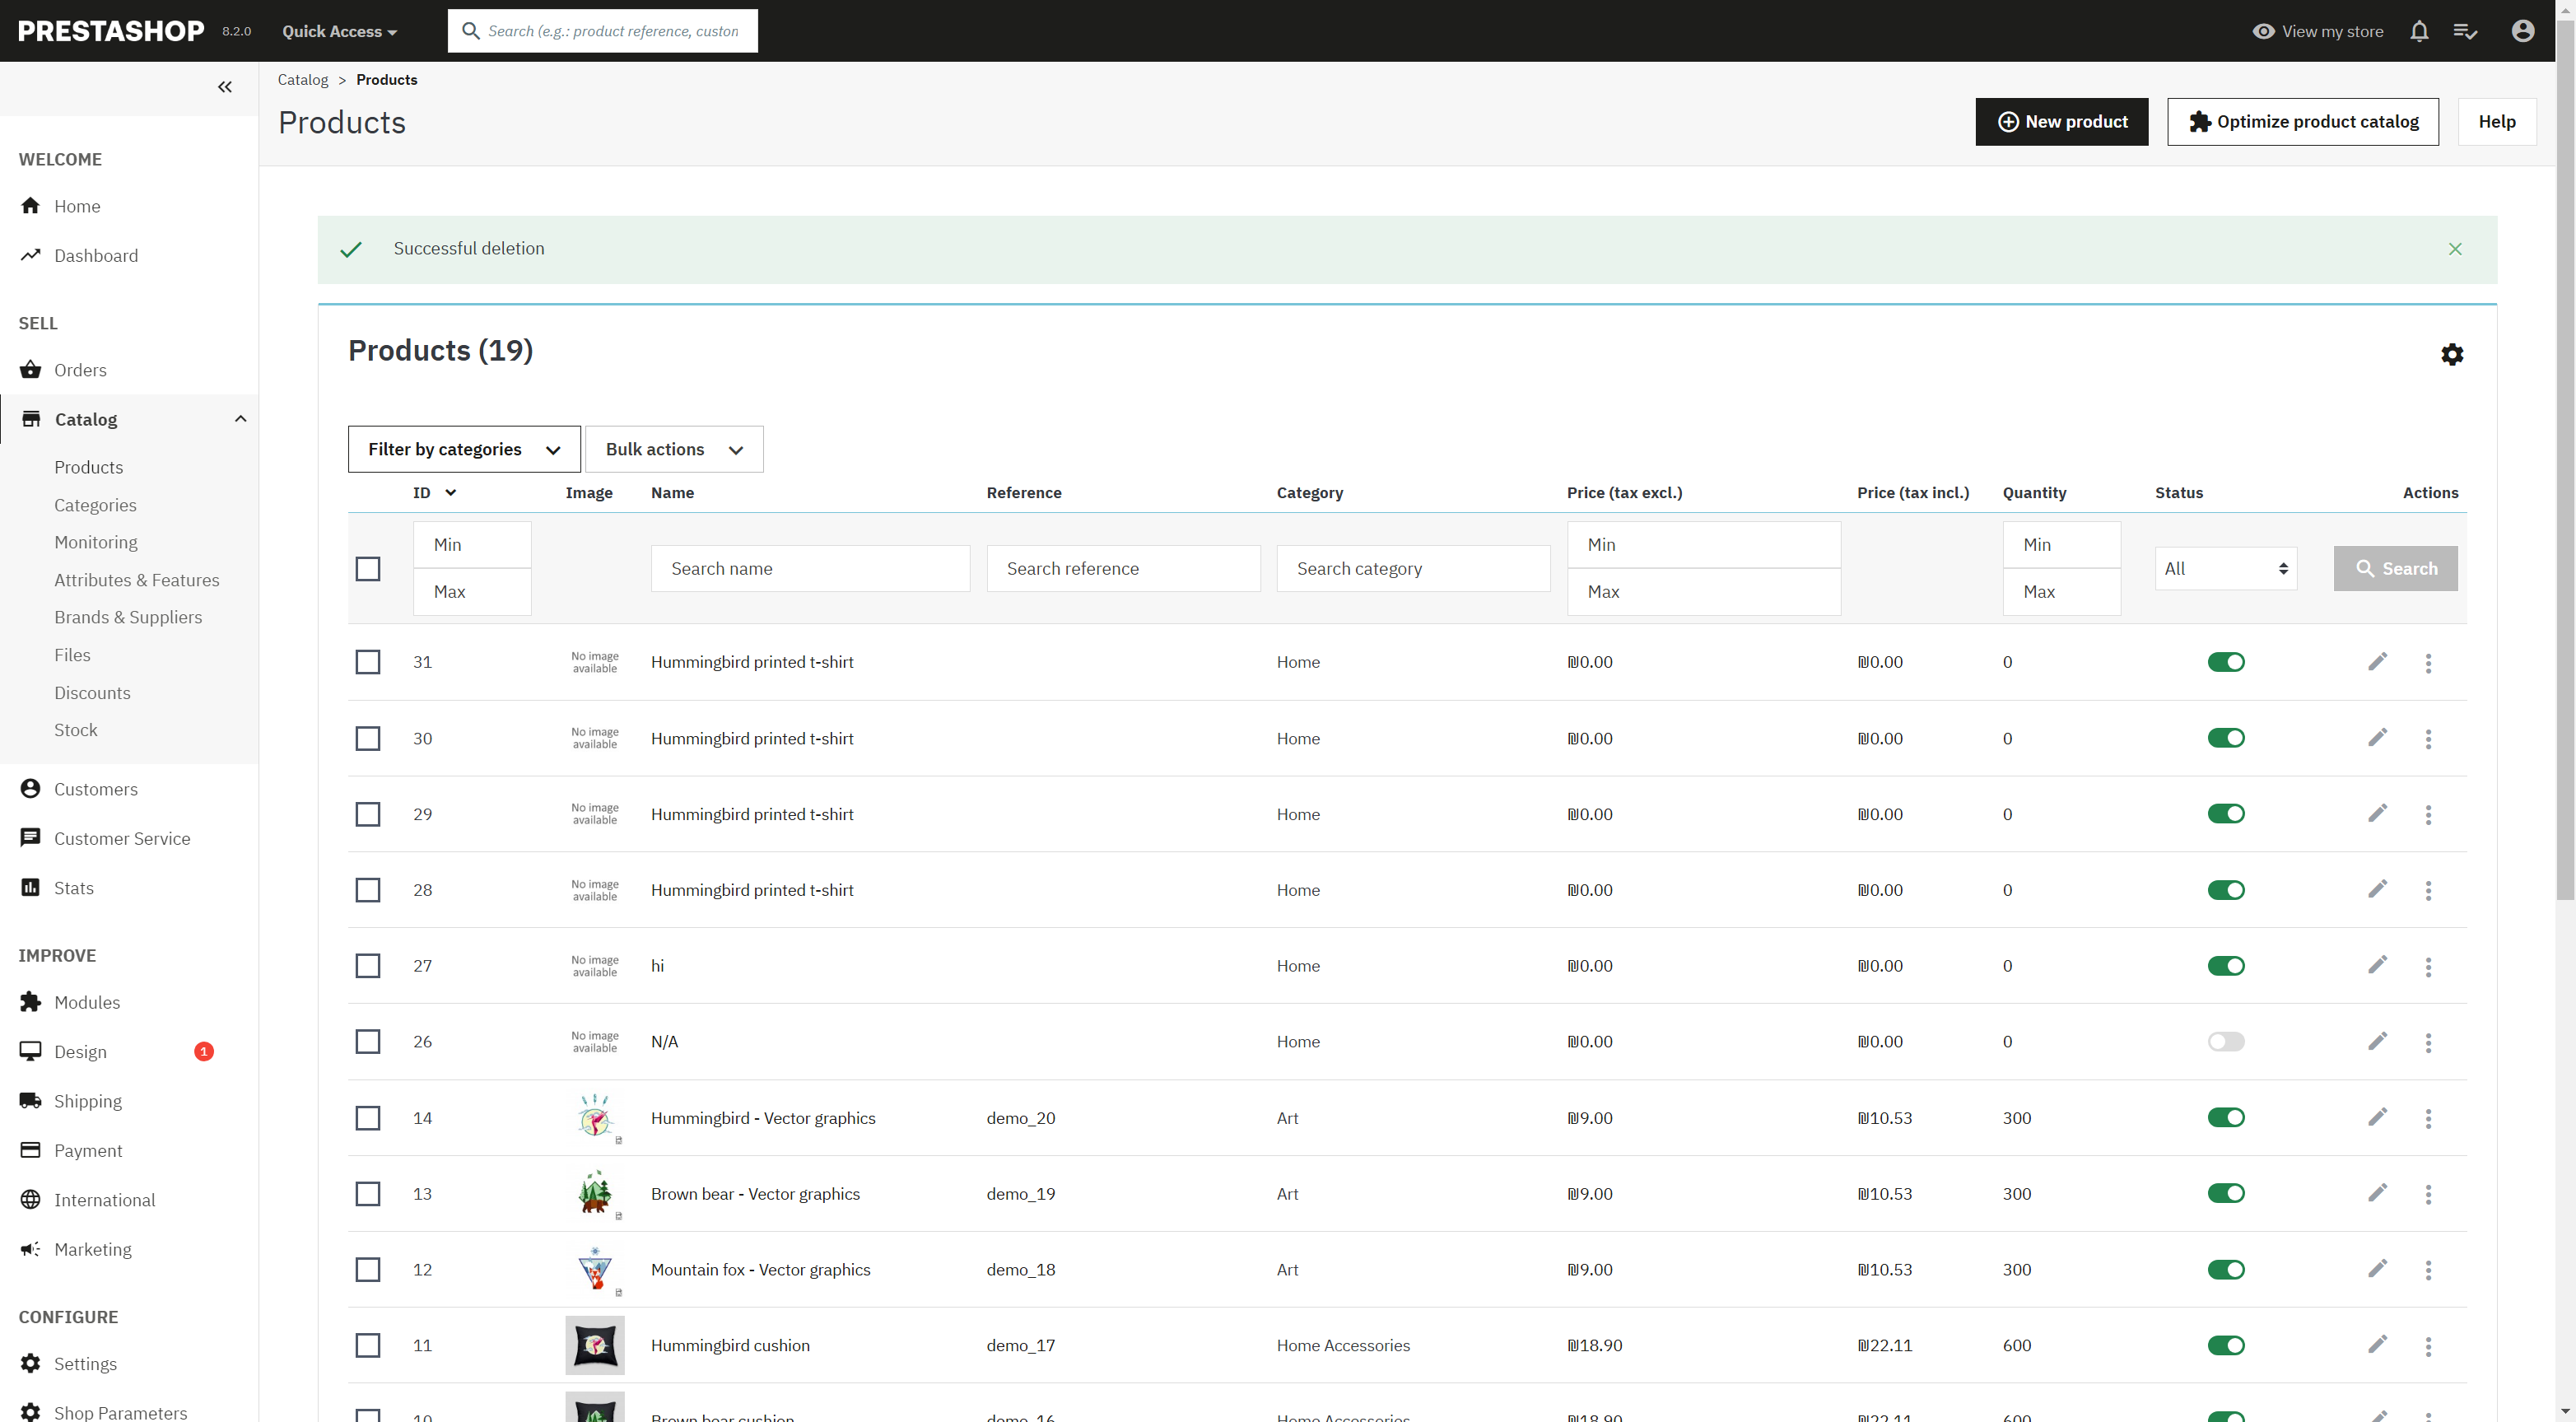 PRESTASHOP 8.2.0 Quick Access Search (e.g.: product reference, custom View my store
Catalog > Products
Products
New product Optimize product catalog Help
WELCOME
Home
Dashboard
SELL
Orders
Catalog
Products
Categories
Monitoring
Attributes & Features
Brands & Suppliers
Files
Discounts
Stock
Customers
Customer Service
Stats
IMPROVE
Modules
Design 1
Shipping
Payment
International
Marketing
CONFIGURE
Settings
Shop Parameters
Successful deletion
Products (19)
Filter by categories Bulk actions
ID Image Name Reference Category Price (tax excl.) Price (tax incl.) Quantity Status Actions
Min Min Min
Search name Search reference Search category All Search
Max Max Max
31 No image available Hummingbird printed t-shirt Home ₪0.00 ₪0.00 0
30 No image available Hummingbird printed t-shirt Home ₪0.00 ₪0.00 0
29 No image available Hummingbird printed t-shirt Home ₪0.00 ₪0.00 0
28 No image available Hummingbird printed t-shirt Home ₪0.00 ₪0.00 0
27 No image available hi Home ₪0.00 ₪0.00 0
26 No image available N/A Home ₪0.00 ₪0.00 0
14 Hummingbird - Vector graphics demo_20 Art ₪9.00 ₪10.53 300
13 Brown bear - Vector graphics demo_19 Art ₪9.00 ₪10.53 300
12 Mountain fox - Vector graphics demo_18 Art ₪9.00 ₪10.53 300
11 Hummingbird cushion demo_17 Home Accessories ₪18.90 ₪22.11 600
10 Brown bear cushion demo_16 Home Accessories ₪18.90 ₪22.11 600